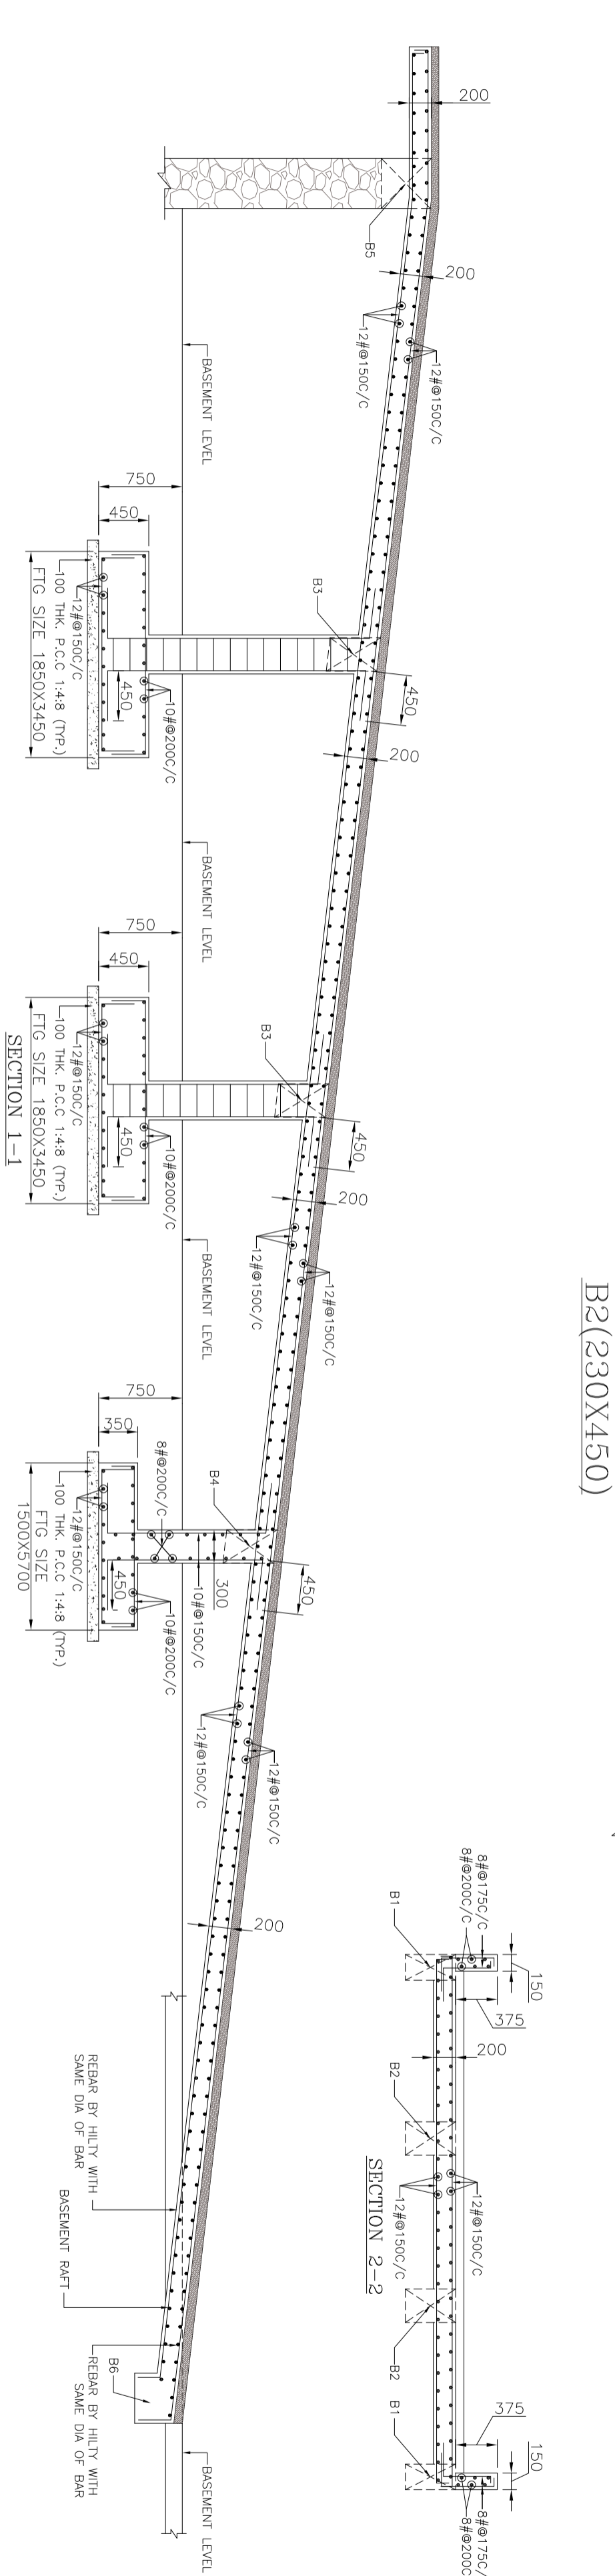 B2(230X450)
200
B5
200
12#@150C/C
12#@150C/C
BASEMENT LEVEL
750
450
12#@150C/C
100 THK. P.C.C 1:4:8 (TYP.)
FTG SIZE 1850X3450
B3
450
450
10#@200C/C
200
BASEMENT LEVEL
750
450
12#@150C/C
100 THK. P.C.C 1:4:8 (TYP.)
FTG SIZE 1850X3450
SECTION 1-1
B3
450
450
10#@200C/C
200
12#@150C/C
12#@150C/C
BASEMENT LEVEL
750
350
8#@200C/C
B4
300
10#@150C/C
450
450
10#@200C/C
12#@150C/C
100 THK. P.C.C 1:4:8 (TYP.)
FTG SIZE
1500X5700
12#@150C/C
12#@150C/C
200
REBAR BY HILTY WITH
SAME DIA OF BAR
BASEMENT RAFT
REBAR BY HILTY WITH
SAME DIA OF BAR
B6
BASEMENT LEVEL
8#@175C/C
8#@200C/C
B1
150
375
200
B2
12#@150C/C
12#@150C/C
SECTION 2-2
B2
B1
375
150
8#@175C/C
8#@200C